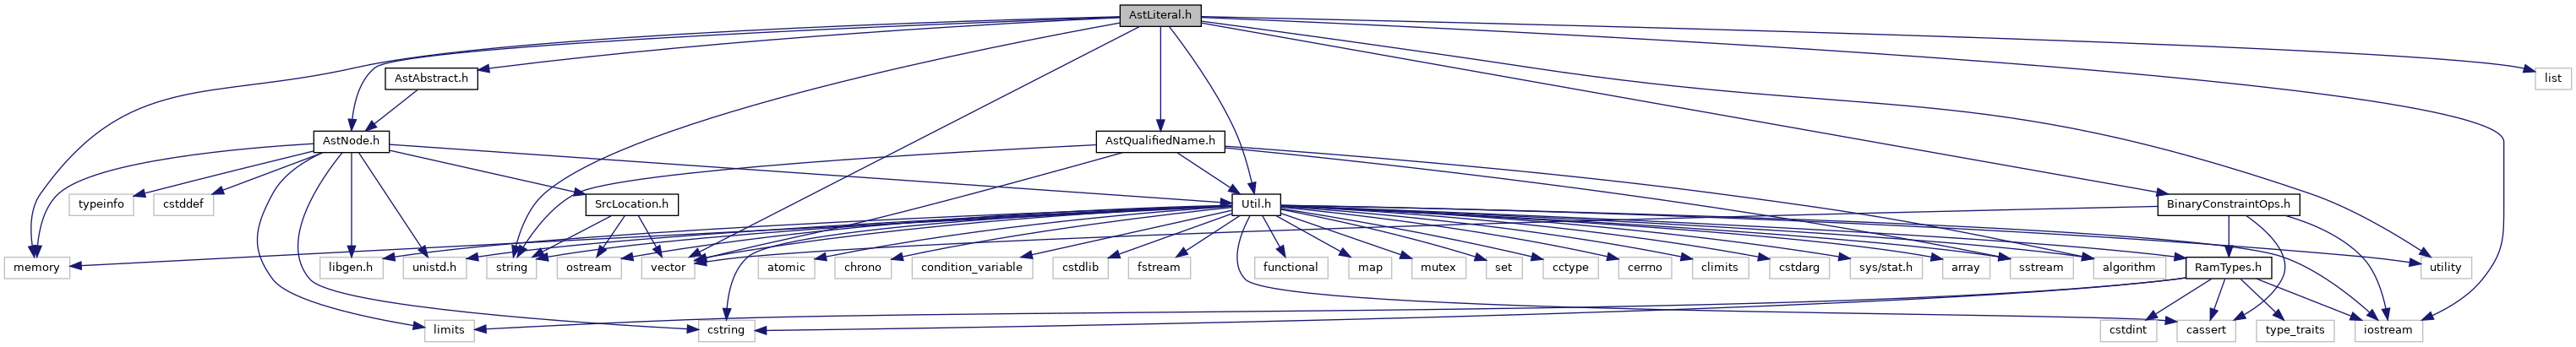 AstLiteral.h
AstAbstract.h
list
AstNode.h
AstQualifiedName.h
typeinfo
cstddef
SrcLocation.h
Util.h
BinaryConstraintOps.h
memory
libgen.h
unistd.h
string
ostream
vector
atomic
chrono
condition_variable
cstdlib
fstream
functional
map
mutex
set
cctype
cerrno
climits
cstdarg
sys/stat.h
array
sstream
algorithm
RamTypes.h
utility
limits
cstring
cstdint
cassert
type_traits
iostream